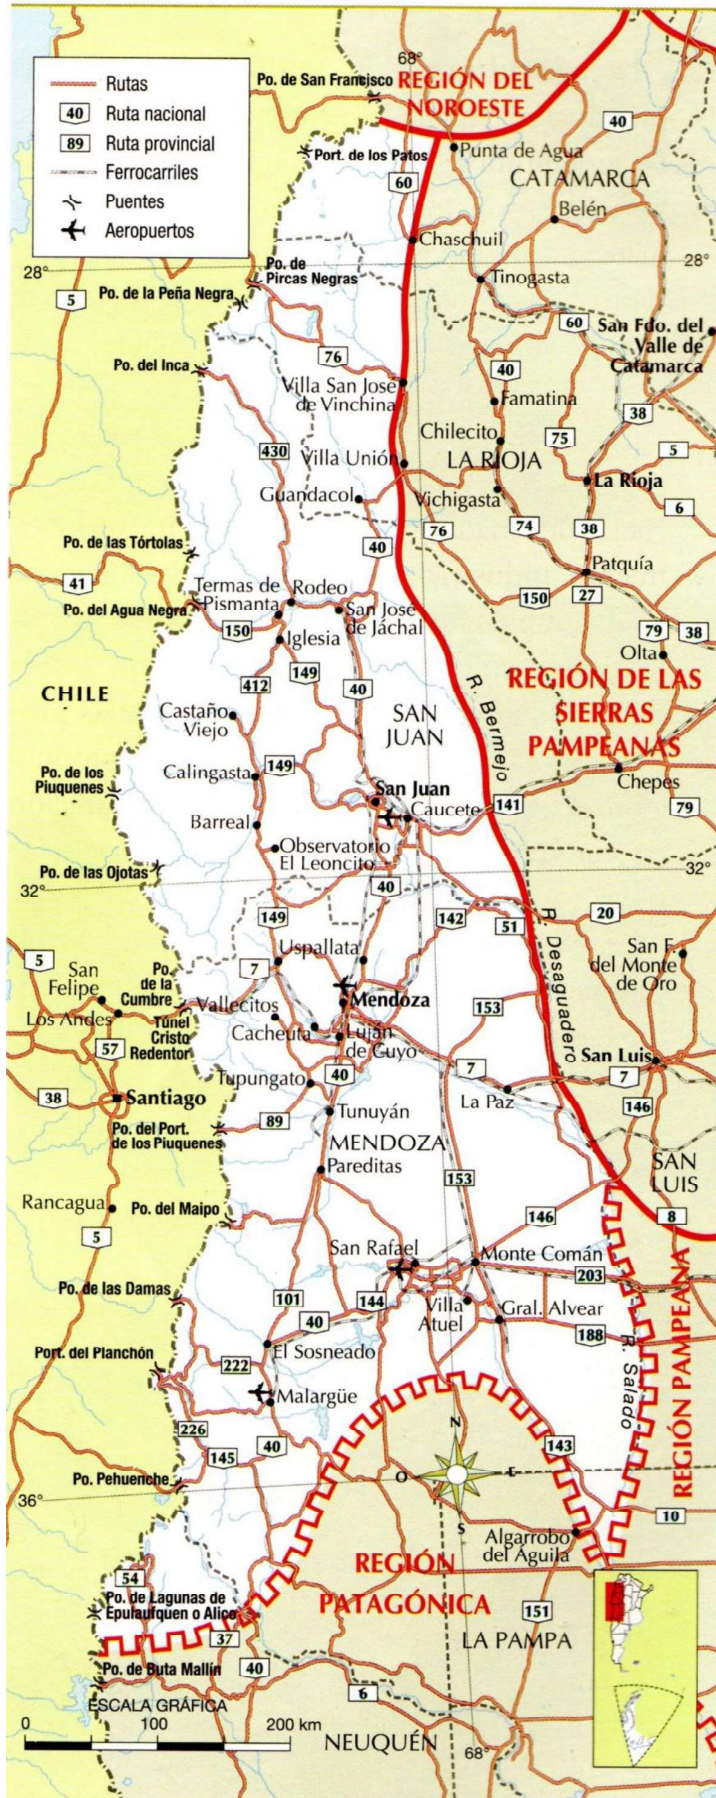 68°
Po. de San Francisco
REGIÓN DEL
NOROESTE
Rutas
40
Ruta nacional
89
Ruta provincial
Ferrocarriles
Puentes
Aeropuertos
40
Port. de los Patos
Punta de Agua
CATAMARCA
60
Belén
Chaschuil
28°
28°
Po. de
Pircas Negras
Tinogasta
5
Po. de la Peña Negra
60
San Fdo. del
Valle de
Catamarca
76
Po. del Inca
40
Villa San José
de Vinchina
Famatina
38
430
Chilecito
75
5
Villa Unión
LA RIOJA
La Rioja
Guandacol
Vichigasta
6
76
74
38
40
Po. de las Tórtolas
Patquía
41
Termas de
Pismanta
Rodeo
150
27
Po. del Agua Negra
San José
de Jáchal
150
Iglesia
79
38
Olta
149
412
40
R. Bermejo
REGIÓN DE LAS
SIERRAS
PAMPEANAS
CHILE
Castaño
Viejo
SAN
JUAN
149
Calingasta
Chepes
Po. de los
Piuquenes
San Juan
141
79
Caucete
Barreal
Observatorio
El Leoncito
Po. de las Ojotas
32°
32°
40
149
142
51
20
R. Desaguadero
5
Uspallata
San F.
del Monte
de Oro
7
San
Felipe
Po.
de la
Cumbre
Los Andes
Vallecitos
Mendoza
153
Túnel
Cristo
Redentor
Cacheuta
Luján
de Cuyo
57
San Luis
40
7
7
Tupungato
La Paz
38
Santiago
146
Tunuyán
89
Po. del Port.
de los Piuquenes
MENDOZA
Pareditas
SAN
LUIS
153
Rancagua
Po. del Maipo
146
8
5
San Rafael
Monte Comán
203
Po. de las Damas
101
144
40
Villa
Atuel
Gral. Alvear
188
El Sosneado
Port. del Planchón
222
R. Salado
REGIÓN PAMPEANA
Malargüe
226
N
40
143
145
O
E
Po. Pehuenche
36°
S
10
Algarrobo
del Águila
REGIÓN
PATAGÓNICA
54
Po. de Lagunas de
Epulaufquen o Alico
151
37
LA PAMPA
40
Po. de Buta Mallín
6
ESCALA GRÁFICA
0 100 200 km
NEUQUÉN
68°